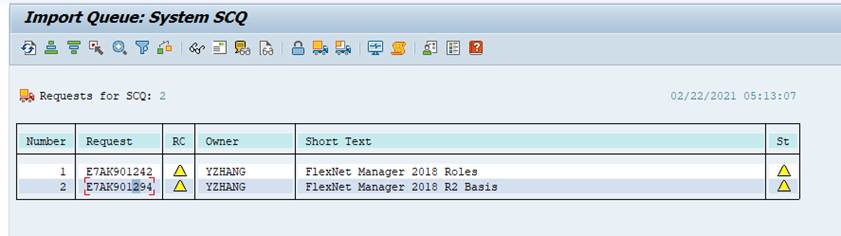 Import Queue: System SCQ
Requests for SCQ: 2 02/22/2021 05:13:07
Number Request RC Owner Short Text St
1 E7AK901242 YZHANG FlexNet Manager 2018 Roles
2 E7AK901294 YZHANG FlexNet Manager 2018 R2 Basis